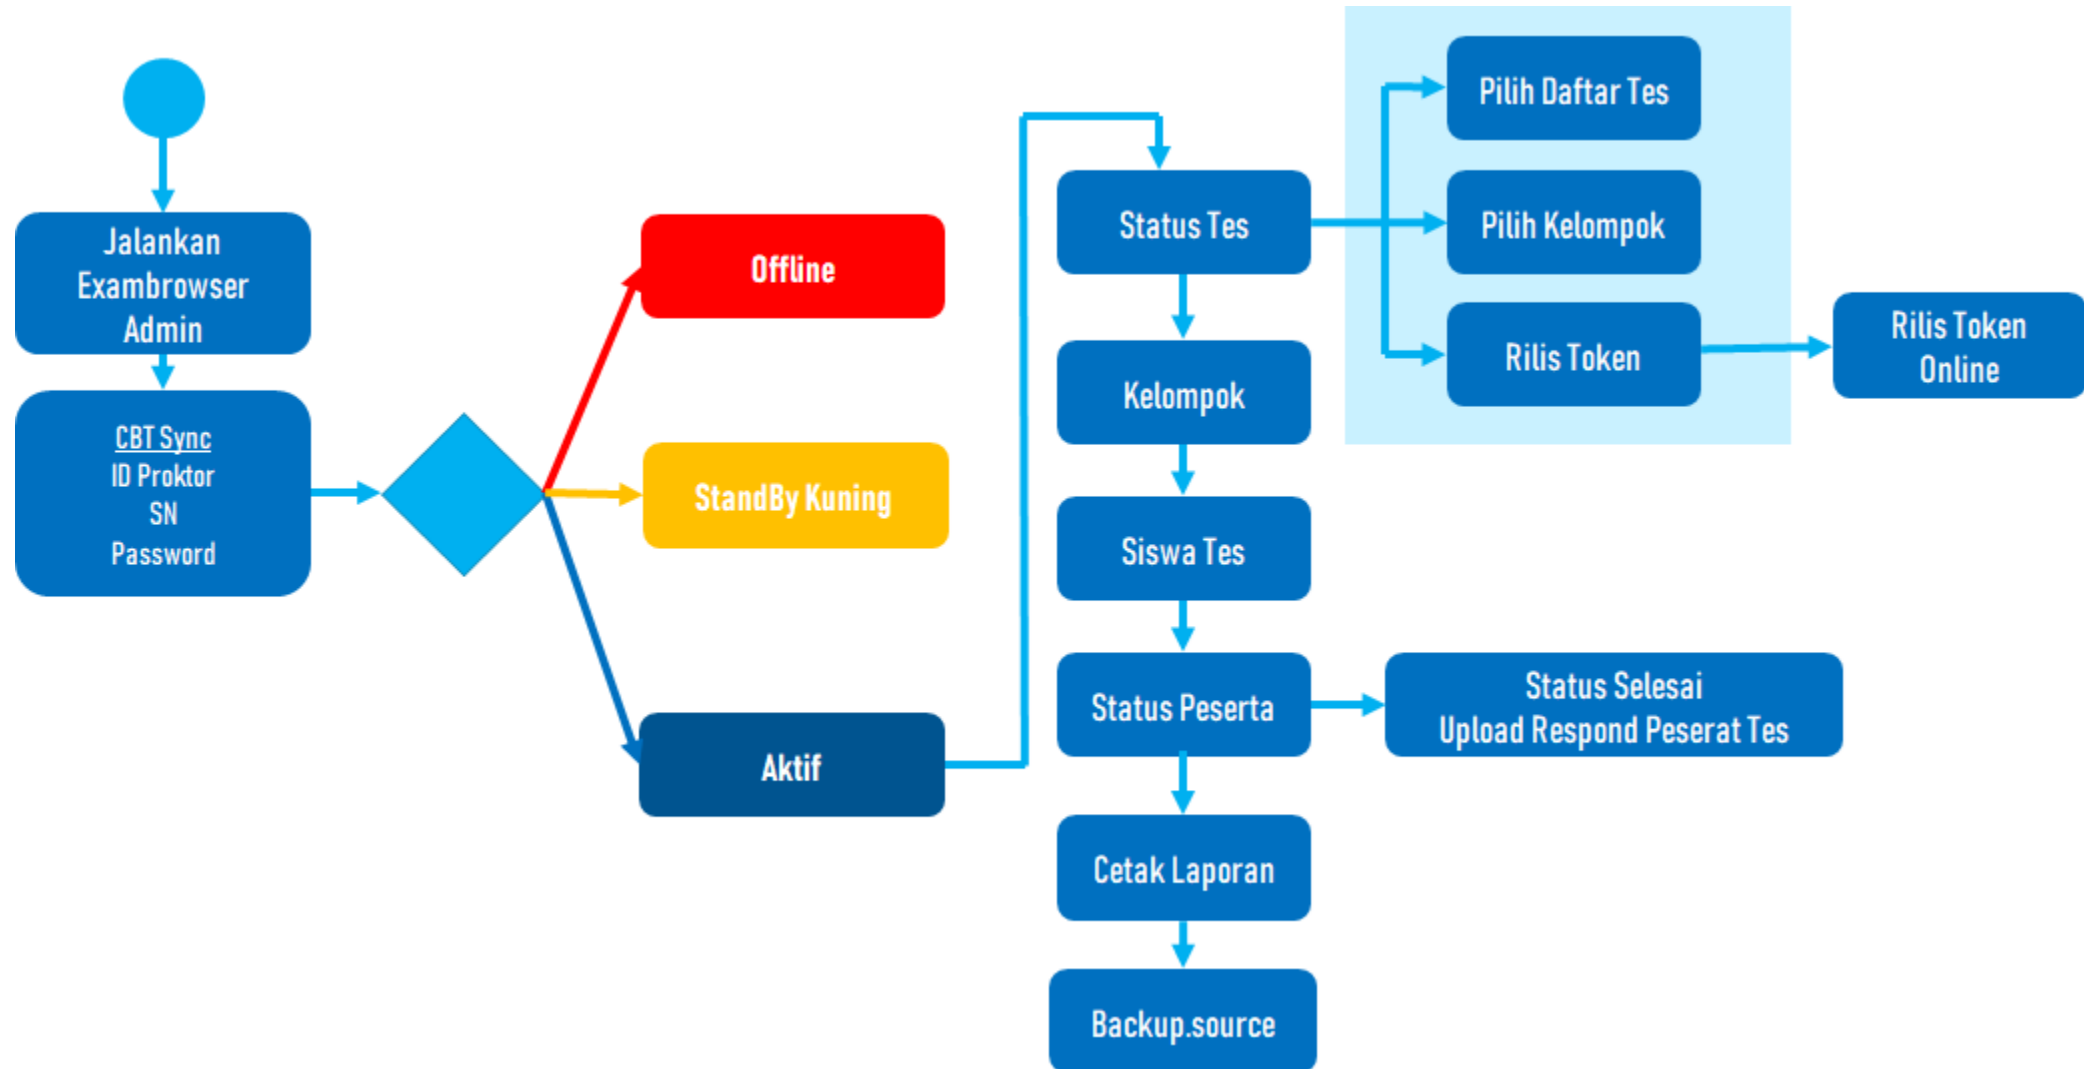 Jalankan
Exambrowser
Admin
CBT Sync
ID Proktor
SN
Password
Offline
StandBy Kuning
Aktif
Status Tes
Kelompok
Siswa Tes
Status Peserta
Cetak Laporan
Backup.source
Pilih Daftar Tes
Pilih Kelompok
Rilis Token
Rilis Token
Online
Status Selesai
Upload Respond Peserat Tes